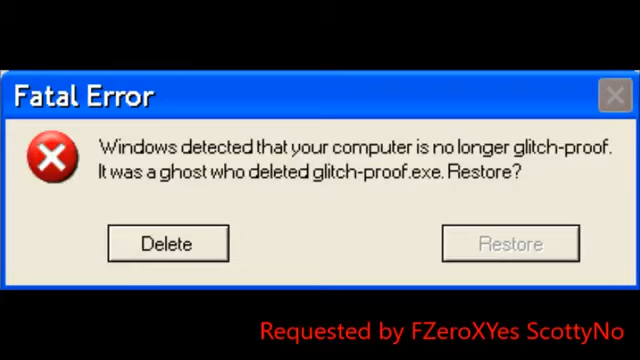 Fatal Error
Windows detected that your computer is no longer glitch-proof.
It was a ghost who deleted glitch-proof.exe. Restore?
Delete
Restore
Requested by FZeroXYes ScottyNo